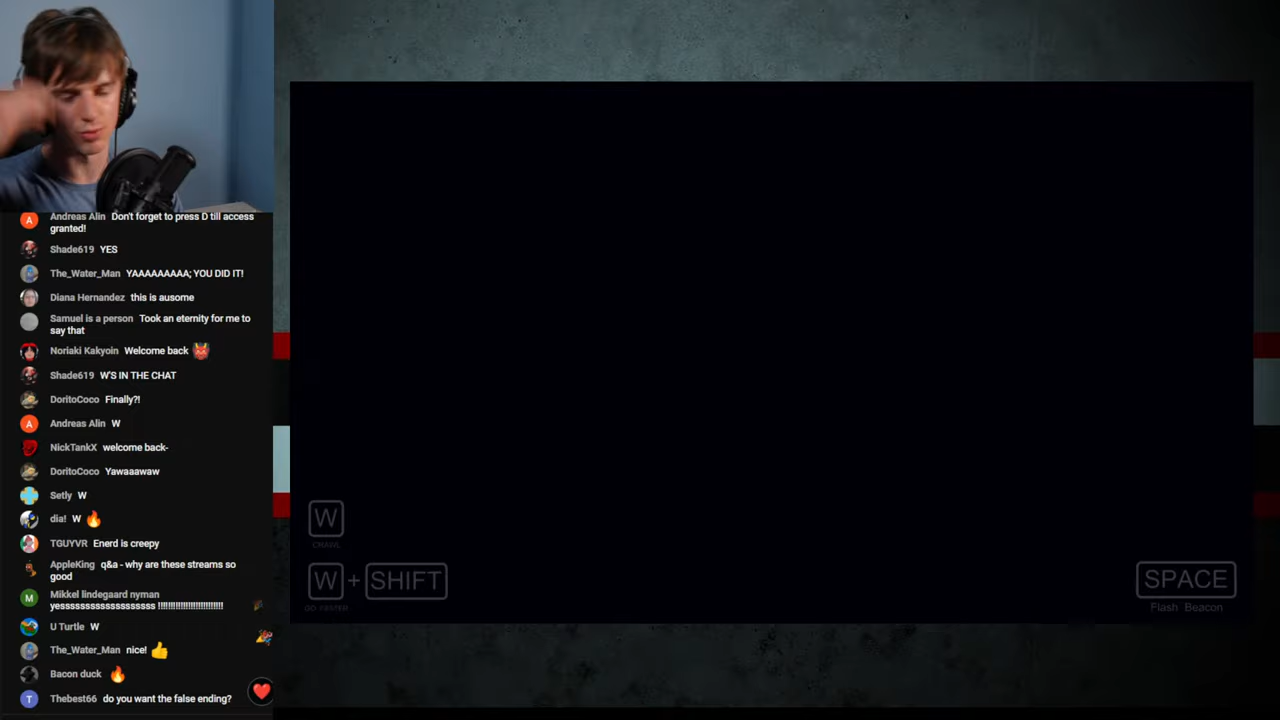 Andreas Alin Don't forget to press D till access
granted!
Shade619 YES
The_Water_Man YAAAAAAAAA; YOU DID IT!
Diana Hernandez this is ausome
Samuel is a person Took an eternity for me to
say that
Noriaki Kakyoin Welcome back
Shade619 W'S IN THE CHAT
DoritoCoco Finally?!
Andreas Alin W
NickTankX welcome back-
DoritoCoco Yawaaawaw
Setly W
dia! W
TGUYVR Enerd is creepy
AppleKing q&a - why are these streams so
good
Mikkel lindegaard nyman
yesssssssssssssssssss !!!!!!!!!!!!!!!!!!!!!!!!!!
U Turtle W
The_Water_Man nice!
Bacon duck
Thebest66 do you want the false ending?
A
A
M
T
W
CRAWL
W + SHIFT
GO FASTER
SPACE
Flash Beacon